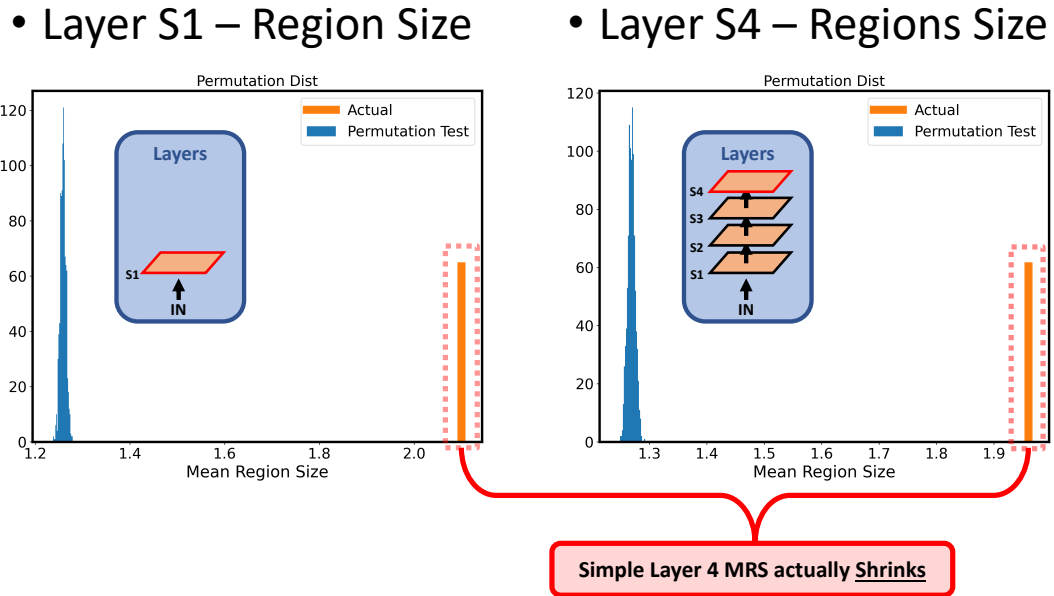 • Layer S1 – Region Size
• Layer S4 – Regions Size
Permutation Dist
Actual
Permutation Test
120
100
80
60
40
20
0
1.2
1.4
1.6
1.8
2.0
Mean Region Size
Layers
S1
IN
Permutation Dist
Actual
Permutation Test
120
100
80
60
40
20
0
1.3
1.4
1.5
1.6
1.7
1.8
1.9
Mean Region Size
Layers
S4
S3
S2
S1
IN
Simple Layer 4 MRS actually Shrinks